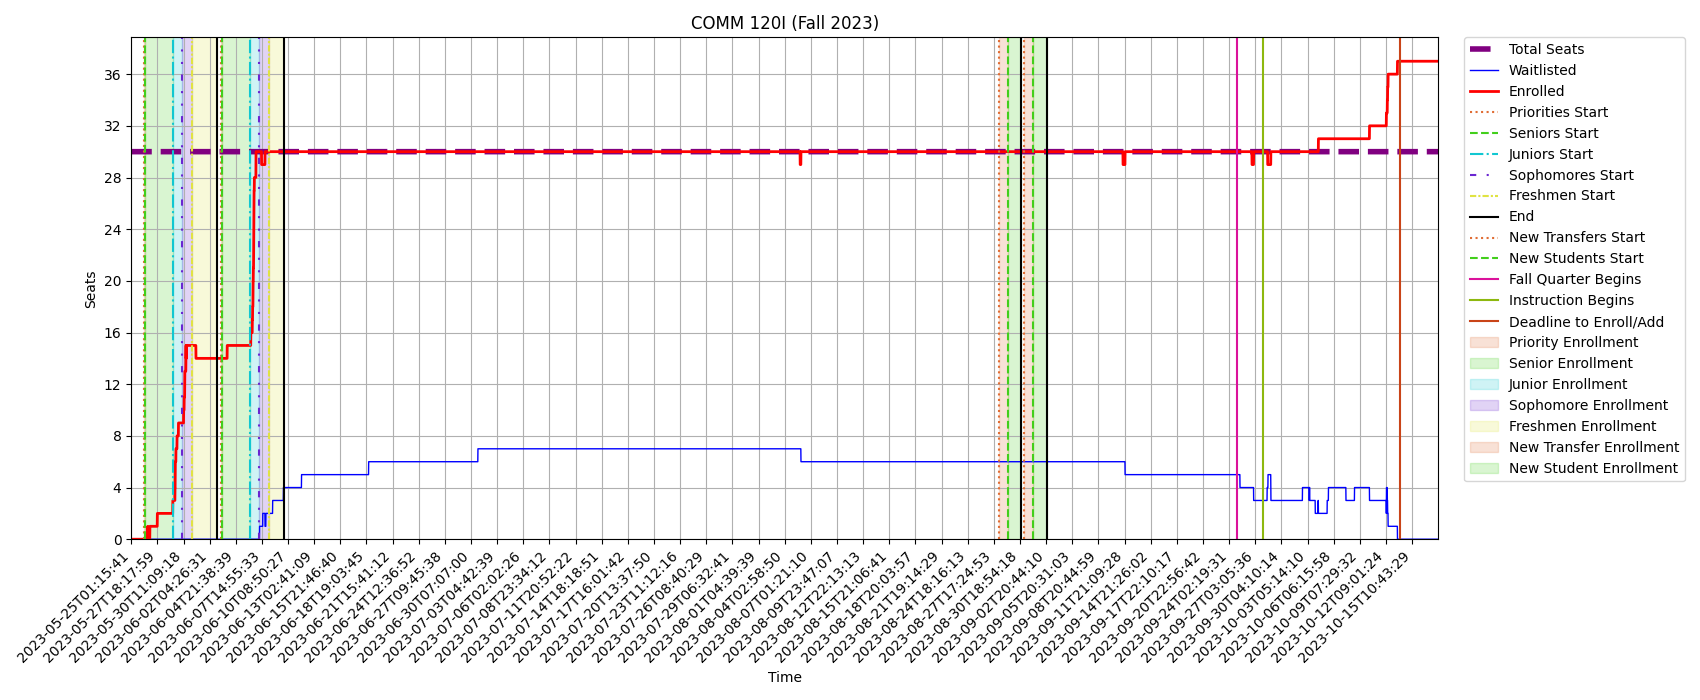 COMM 120I (Fall 2023)
Seats
36
32
28
24
20
16
12
8
4
0
2023-05-25T01:15:41
2023-05-27T18:17:59
2023-05-30T11:09:18
2023-06-02T04:26:31
2023-06-04T21:38:39
2023-06-07T14:55:33
2023-06-10T08:50:27
2023-06-13T02:41:09
2023-06-15T21:46:40
2023-06-18T19:03:45
2023-06-21T15:41:12
2023-06-24T12:36:52
2023-06-27T09:45:38
2023-06-30T07:07:00
2023-07-03T04:42:39
2023-07-06T02:02:26
2023-07-08T23:34:12
2023-07-11T20:52:22
2023-07-14T18:18:51
2023-07-17T16:01:42
2023-07-20T13:37:50
2023-07-23T11:12:16
2023-07-26T08:40:29
2023-07-29T06:32:41
2023-08-01T04:39:39
2023-08-04T02:58:50
2023-08-07T01:21:10
2023-08-09T23:47:07
2023-08-12T22:13:13
2023-08-15T21:06:41
2023-08-18T20:03:57
2023-08-21T19:14:29
2023-08-24T18:16:13
2023-08-27T17:24:53
2023-08-30T18:54:18
2023-09-02T20:44:10
2023-09-05T20:31:03
2023-09-08T20:44:59
2023-09-11T21:09:28
2023-09-14T21:26:02
2023-09-17T22:10:17
2023-09-20T22:56:42
2023-09-24T02:19:31
2023-09-27T03:05:36
2023-09-30T04:10:14
2023-10-03T05:14:10
2023-10-06T06:15:58
2023-10-09T07:29:32
2023-10-12T09:01:24
2023-10-15T10:43:29
Time
Total Seats
Waitlisted
Enrolled
Priorities Start
Seniors Start
Juniors Start
Sophomores Start
Freshmen Start
End
New Transfers Start
New Students Start
Fall Quarter Begins
Instruction Begins
Deadline to Enroll/Add
Priority Enrollment
Senior Enrollment
Junior Enrollment
Sophomore Enrollment
Freshmen Enrollment
New Transfer Enrollment
New Student Enrollment